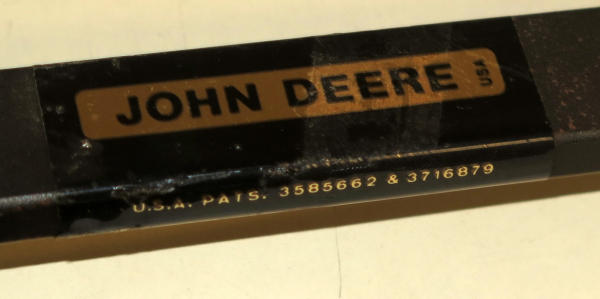 JOHN DEERE USA
U.S.A. PATS. 3585662 & 3716879